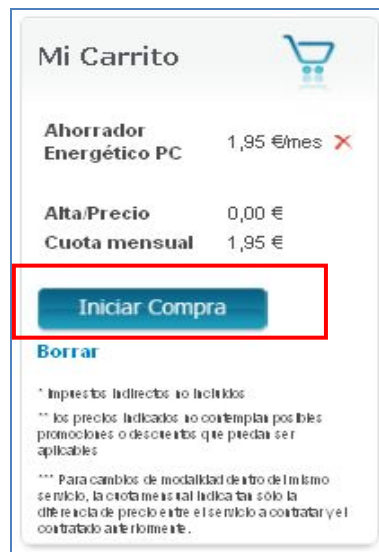 Mi Carrito
Ahorrador
Energético PC 1,95 €/mes
Alta/Precio 0,00 €
Cuota mensual 1,95 €
Iniciar Compra
Borrar
* Impuestos Indirectos no Incluidos
** los precios Indicados no contemplan posibles
promociones o descuentos que puedan ser
aplicables
*** Para cambios de modalidad dentro del mismo
servicio, la cuota mensual Indica tan sólo la
diferencia de precio entre el servicio a contratar y el
contratado anteriormente.